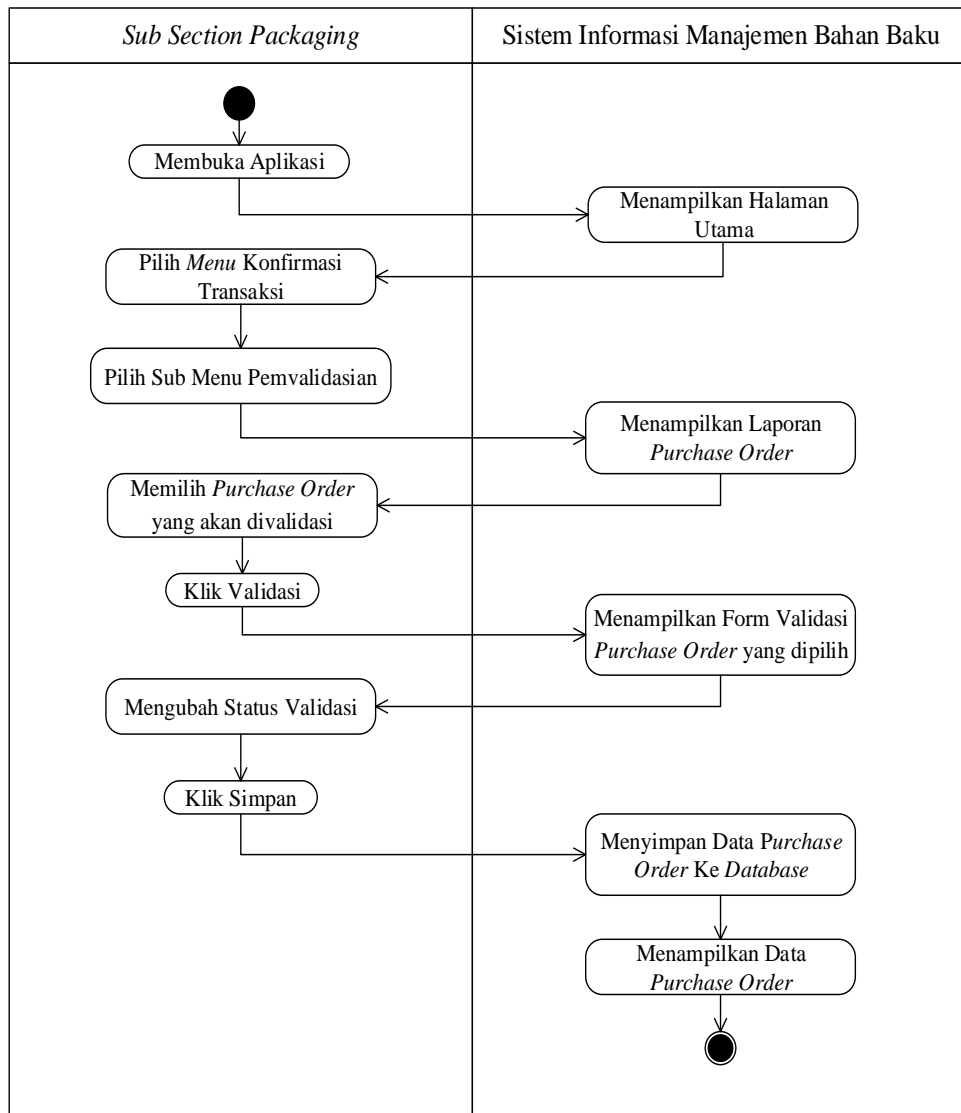 Sub Section Packaging
Sistem Informasi Manajemen Bahan Baku
Membuka Aplikasi
Menampilkan Halaman
Utama
Pilih Menu Konfirmasi
Transaksi
Pilih Sub Menu Pemvalidasian
Menampilkan Laporan
Purchase Order
Memilih Purchase Order
yang akan divalidasi
Klik Validasi
Menampilkan Form Validasi
Purchase Order yang dipilih
Mengubah Status Validasi
Klik Simpan
Menyimpan Data Purchase
Order Ke Database
Menampilkan Data
Purchase Order